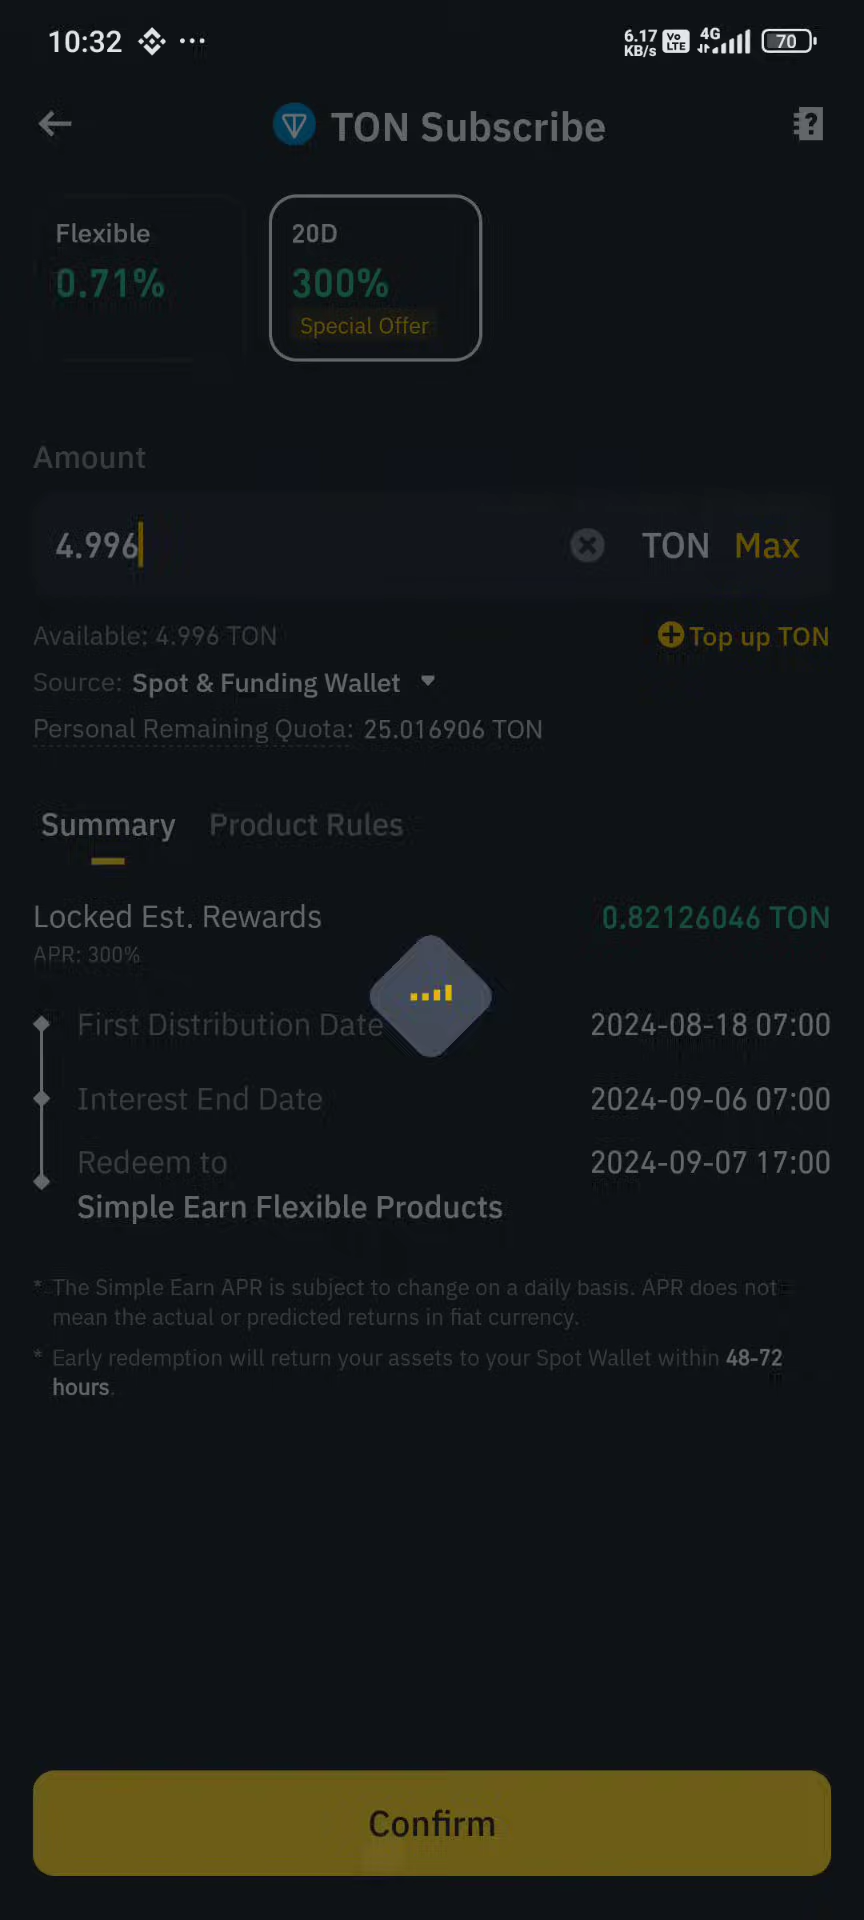 10:32 ... 6.17 KB/s Vo LTE 4G 70
TON Subscribe
Flexible 20D
0.71% 300%
Special Offer
Amount
4.996 TON Max
Available: 4.996 TON Top up TON
Source: Spot & Funding Wallet
Personal Remaining Quota: 25.016906 TON
Summary Product Rules
Locked Est. Rewards 0.82126046 TON
APR: 300%
First Distribution Date 2024-08-18 07:00
Interest End Date 2024-09-06 07:00
Redeem to 2024-09-07 17:00
Simple Earn Flexible Products
* The Simple Earn APR is subject to change on a daily basis. APR does not
mean the actual or predicted returns in fiat currency.
* Early redemption will return your assets to your Spot Wallet within 48-72
hours.
Confirm